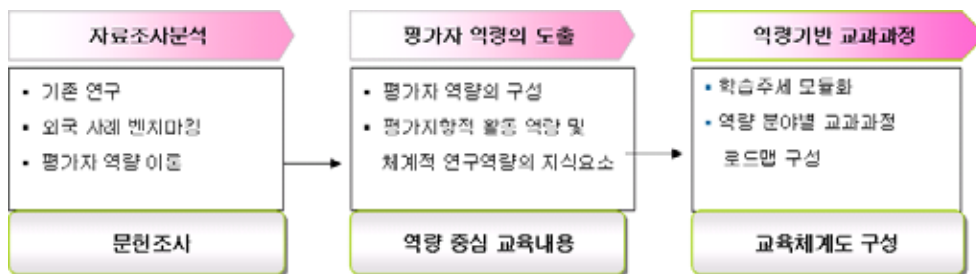 자료조사분석
▪ 기존 연구
▪ 외국 사례 벤치마킹
▪ 평가자 역량 이론
문헌조사
평가자 역량의 도출
▪ 평가자 역량의 구성
▪ 평가지향적 활동 역량 및
체계적 연구역량의 지식요소
역량 중심 교육내용
역량기반 교과과정
▪ 학습주세 모듈화
▪ 역량 분야별 교과과정
로드맵 구성
교육체계도 구성